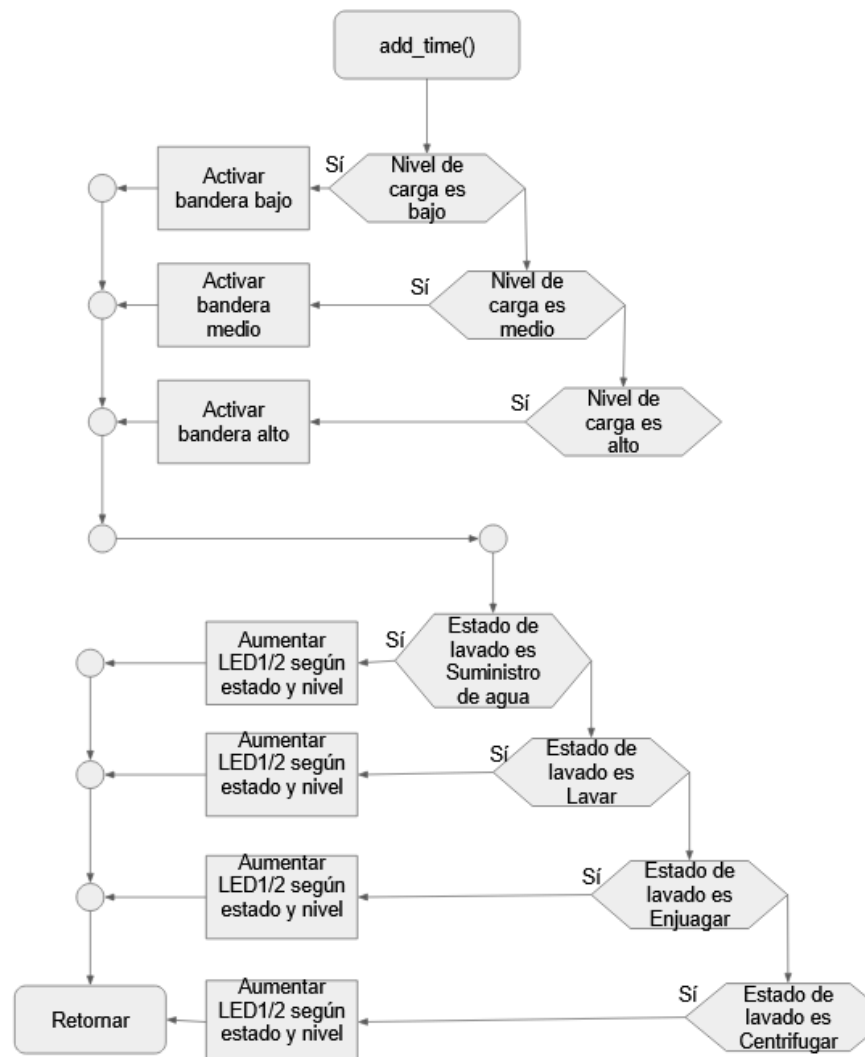 add_time()
Sí
Nivel de
carga es
bajo
Activar
bandera bajo
Sí
Nivel de
carga es
medio
Activar
bandera
medio
Sí
Nivel de
carga es
alto
Activar
bandera alto
Sí
Estado de
lavado es
Suministro
de agua
Aumentar
LED1/2 según
estado y nivel
Sí
Estado de
lavado es
Lavar
Aumentar
LED1/2 según
estado y nivel
Sí
Estado de
lavado es
Enjuagar
Aumentar
LED1/2 según
estado y nivel
Sí
Estado de
lavado es
Centrifugar
Aumentar
LED1/2 según
estado y nivel
Retornar